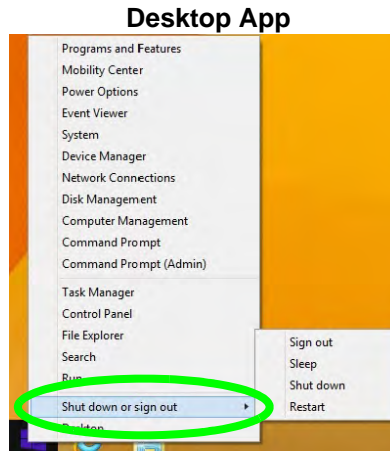 Desktop App
Programs and Features
Mobility Center
Power Options
Event Viewer
System
Device Manager
Network Connections
Disk Management
Computer Management
Command Prompt
Command Prompt (Admin)
Task Manager
Control Panel
File Explorer
Search
Run
Shut down or sign out
Desktop
Sign out
Sleep
Shut down
Restart